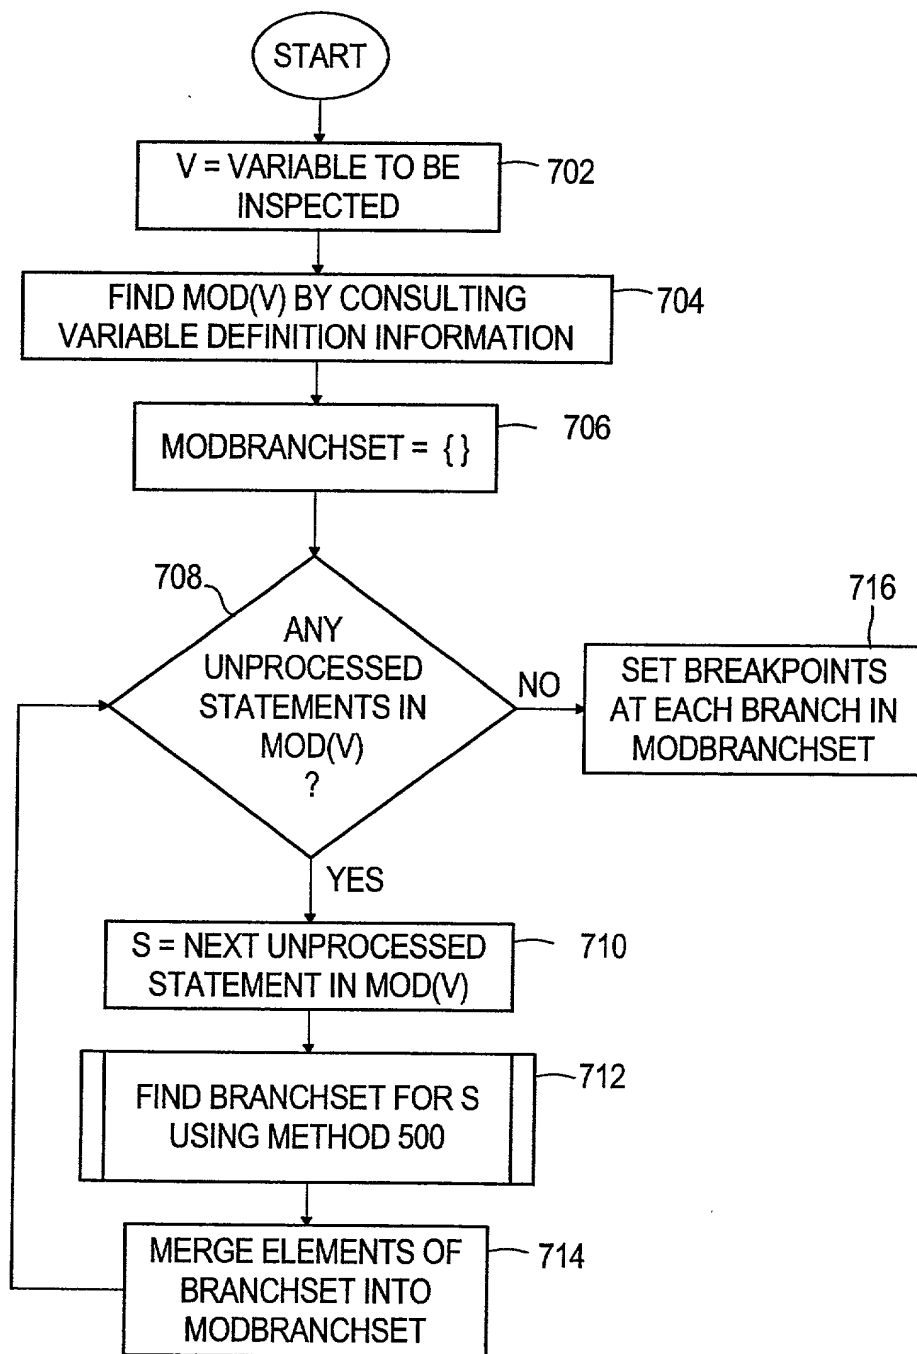 START
V = VARIABLE TO BE
INSPECTED
702
FIND MOD(V) BY CONSULTING
VARIABLE DEFINITION INFORMATION
704
MODBRANCHSET = { }
706
708
ANY
UNPROCESSED
STATEMENTS IN
MOD(V)
?
NO
716
SET BREAKPOINTS
AT EACH BRANCH IN
MODBRANCHSET
YES
S = NEXT UNPROCESSED
STATEMENT IN MOD(V)
710
FIND BRANCHSET FOR S
USING METHOD 500
712
MERGE ELEMENTS OF
BRANCHSET INTO
MODBRANCHSET
714